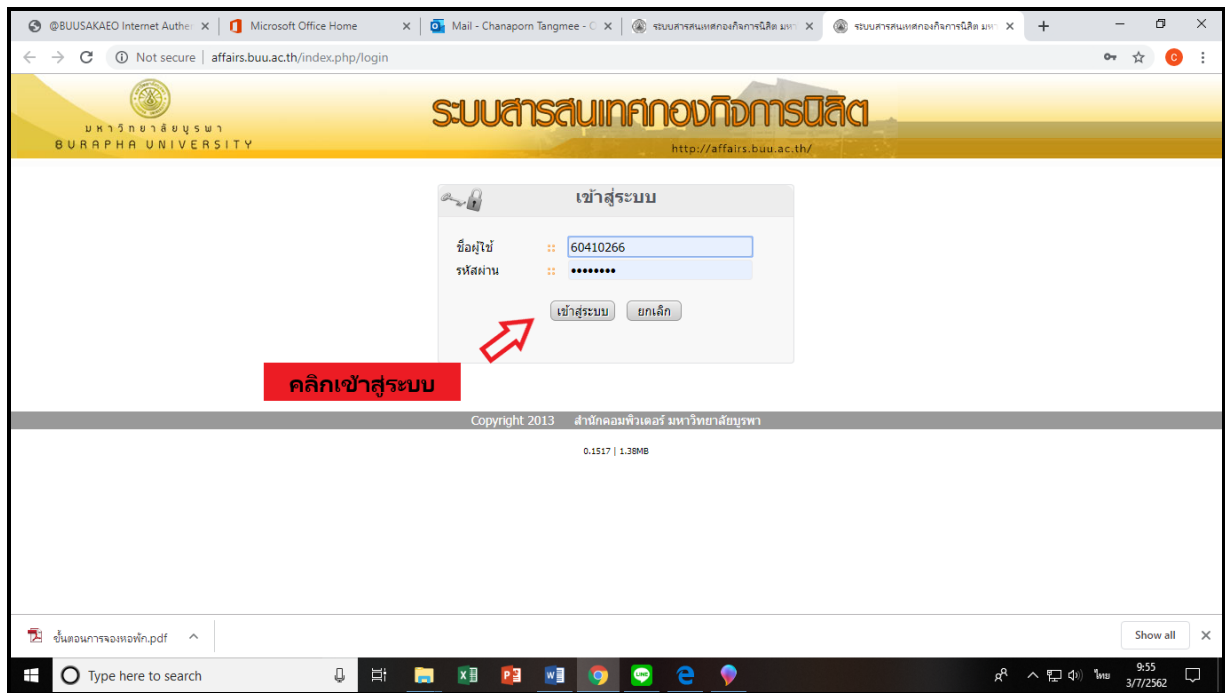 @BUUSAKAEO Internet Authe
Microsoft Office Home
Mail - Chanaporn Tangmee - O
ระบบสารสนเทศกองกิจการนิสิต มหา
ระบบสารสนเทศกองกิจการนิสิต มหา
Not secure | affairs.buu.ac.th/index.php/login
C
มหาวิทยาลัยบูรพา
BURAPHA UNIVERSITY
ระบบสารสนเทศกองกิจการนิสิต
http://affairs.buu.ac.th/
เข้าสู่ระบบ
ชื่อผู้ใช้ :: 60410266
รหัสผ่าน :: ••••••••
เข้าสู่ระบบ ยกเลิก
คลิกเข้าสู่ระบบ
Copyright 2013 สำนักคอมพิวเตอร์ มหาวิทยาลัยบูรพา
0.1517 | 1.38MB
ขั้นตอนการจองหอพัก.pdf
Show all
Type here to search
LINE
ไทย
9:55
3/7/2562